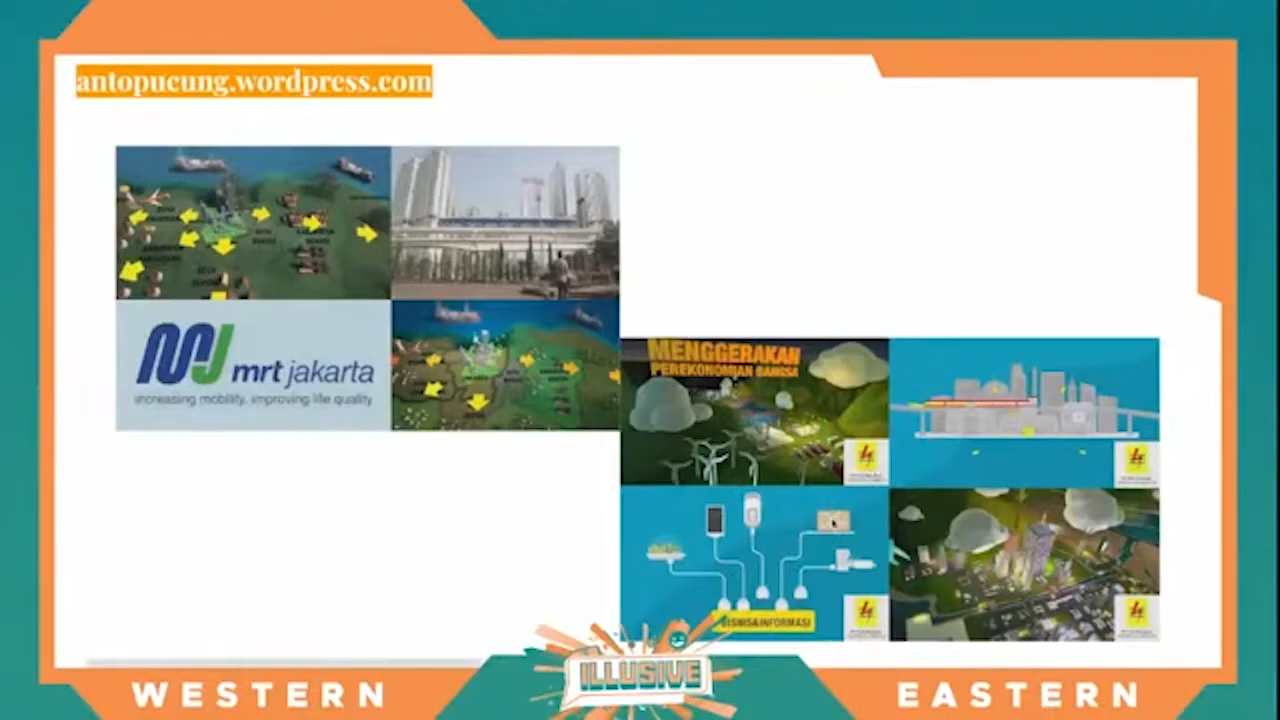 antopucung.wordpress.com
mrt jakarta
increasing mobility, improving life quality
MENGGERAKAN
PEREKONOMIAN BANGSA
BISNIS&INFORMASI
ILLUSIVE
WESTERN
EASTERN